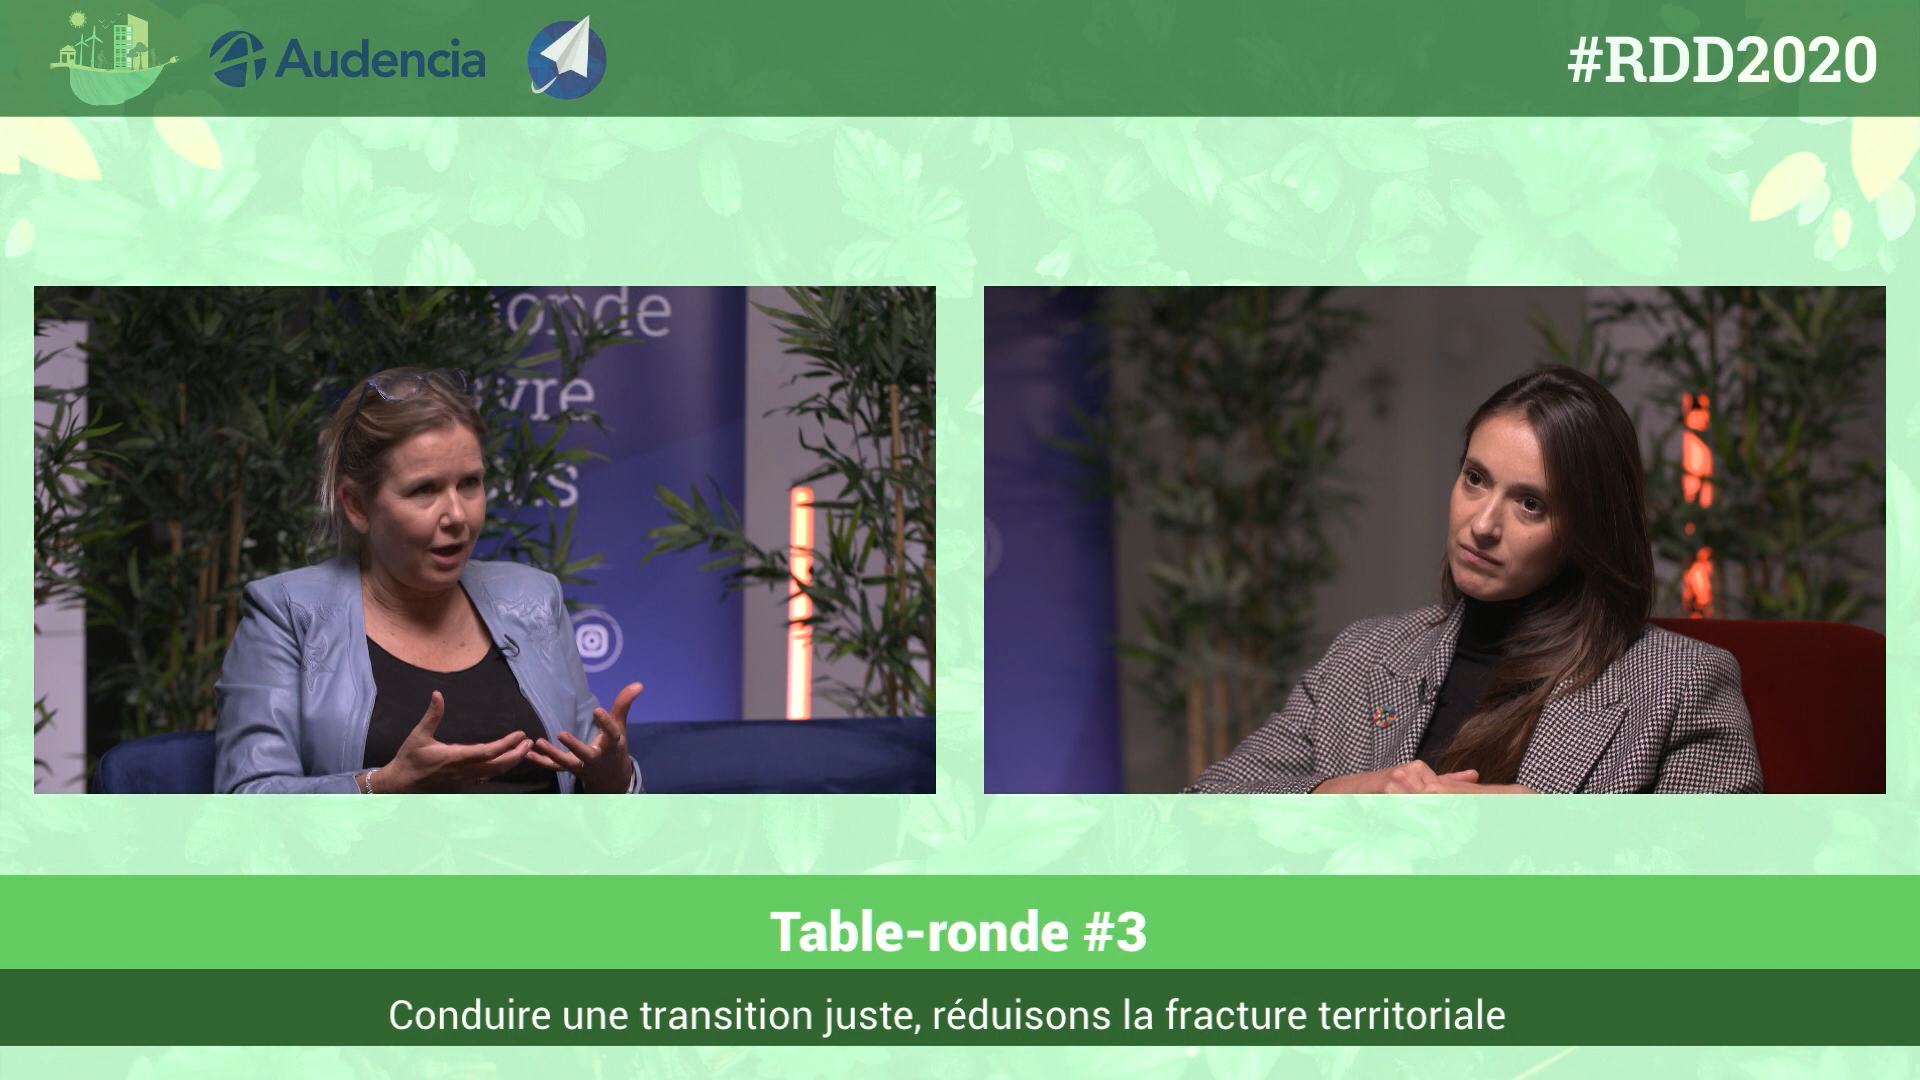 Audencia
#RDD2020
Table-ronde #3
Conduire une transition juste, réduisons la fracture territoriale